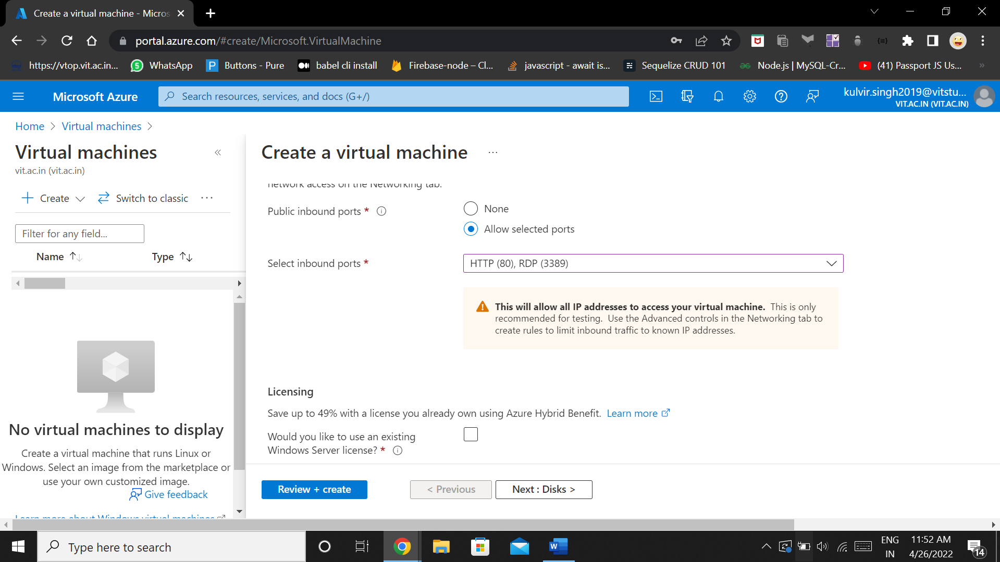 Create a virtual machine - Micros
portal.azure.com/#create/Microsoft.VirtualMachine
https://vtop.vit.ac.in...
WhatsApp
Buttons - Pure
babel cli install
Firebase-node – Cl...
javascript - await is...
Sequelize CRUD 101
Node.js | MySQL-Cr...
(41) Passport JS Us...
»
Microsoft Azure
Search resources, services, and docs (G+/)
kulvir.singh2019@vitstu...
VIT.AC.IN (VIT.AC.IN)
Home > Virtual machines >
Virtual machines
«
vit.ac.in (vit.ac.in)
Create
Switch to classic
...
Filter for any field...
Name
Type
No virtual machines to display
Create a virtual machine that runs Linux or
Windows. Select an image from the marketplace or
use your own customized image.
Give feedback
Learn more about Windows virtual machines
Create a virtual machine
...
network access on the Networking tab.
Public inbound ports *
None
Allow selected ports
Select inbound ports *
HTTP (80), RDP (3389)
This will allow all IP addresses to access your virtual machine. This is only
recommended for testing. Use the Advanced controls in the Networking tab to
create rules to limit inbound traffic to known IP addresses.
Licensing
Save up to 49% with a license you already own using Azure Hybrid Benefit. Learn more
Would you like to use an existing
Windows Server license? *
Review + create
< Previous
Next : Disks >
Type here to search
ENG
IN
11:52 AM
4/26/2022
14